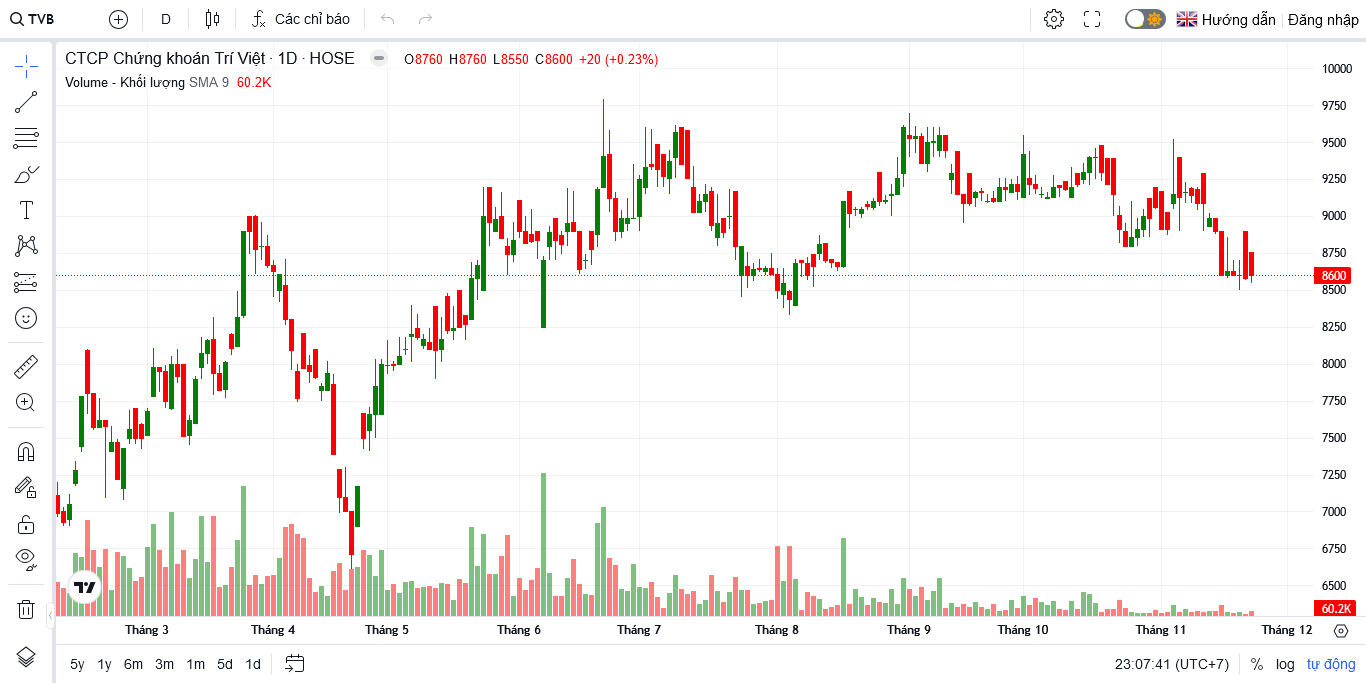 TVB D Các chỉ báo Hướng dẫn Đăng nhập
CTCP Chứng khoán Trí Việt · 1D · HOSE O8760 H8760 L8550 C8600 +20 (+0.23%)
Volume - Khối lượng SMA 9 60.2K
10000
9750
9500
9250
9000
8750
8600
8500
8250
8000
7750
7500
7250
7000
6750
6500
60.2K
Tháng 3 Tháng 4 Tháng 5 Tháng 6 Tháng 7 Tháng 8 Tháng 9 Tháng 10 Tháng 11 Tháng 12
5y 1y 6m 3m 1m 5d 1d 23:07:41 (UTC+7) % log tự động